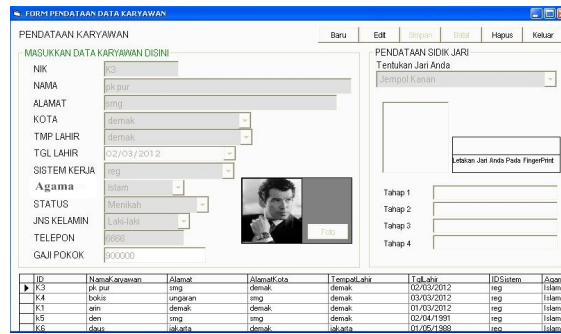 FORM PENDATAAN DATA KARYAWAN
PENDATAAN KARYAWAN
Baru Edit Simpan Batal Hapus Keluar
MASUKKAN DATA KARYAWAN DISINI
NIK K3
NAMA pk pur
ALAMAT smg
KOTA demak
TMP LAHIR demak
TGL LAHIR 02/03/2012
SISTEM KERJA reg
Agama Islam
STATUS Menikah
JNS KELAMIN Laki-laki
TELEPON 6666
GAJI POKOK 900000
Foto
PENDATAAN SIDIK JARI
Tentukan Jari Anda
Jempol Kanan
Letakan Jari Anda Pada FingerPrint
Tahap 1
Tahap 2
Tahap 3
Tahap 4
ID NamaKaryawan Alamat AlamatKota TempatLahir TglLahir IDSistem Agam
K3 pk pur smg demak demak 02/03/2012 reg Islam
K4 bokis ungaran smg demak 03/03/2012 reg Islam
K1 arin demak demak demak 01/03/2012 reg Islam
k5 den smg smg demak 02/04/1991 reg Islam
K6 daus jakarta demak jakarta 01/05/1988 reg Islam